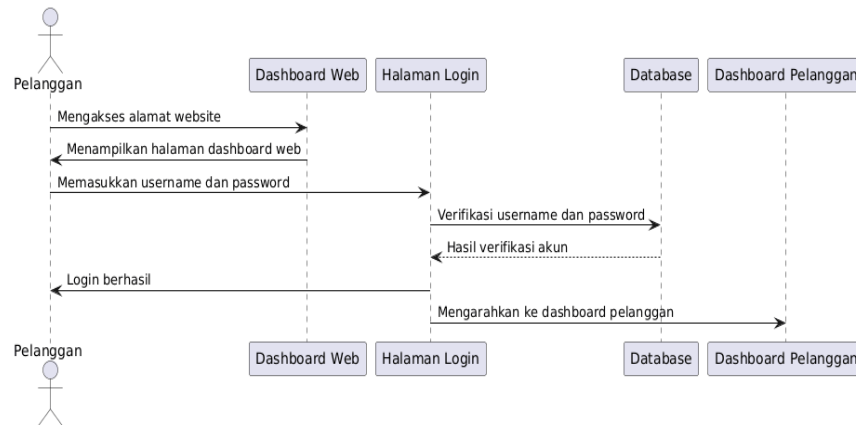 Pelanggan
Dashboard Web
Halaman Login
Database
Dashboard Pelanggan
Mengakses alamat website
Menampilkan halaman dashboard web
Memasukkan username dan password
Verifikasi username dan password
Hasil verifikasi akun
Login berhasil
Mengarahkan ke dashboard pelanggan
Pelanggan
Dashboard Web
Halaman Login
Database
Dashboard Pelanggan